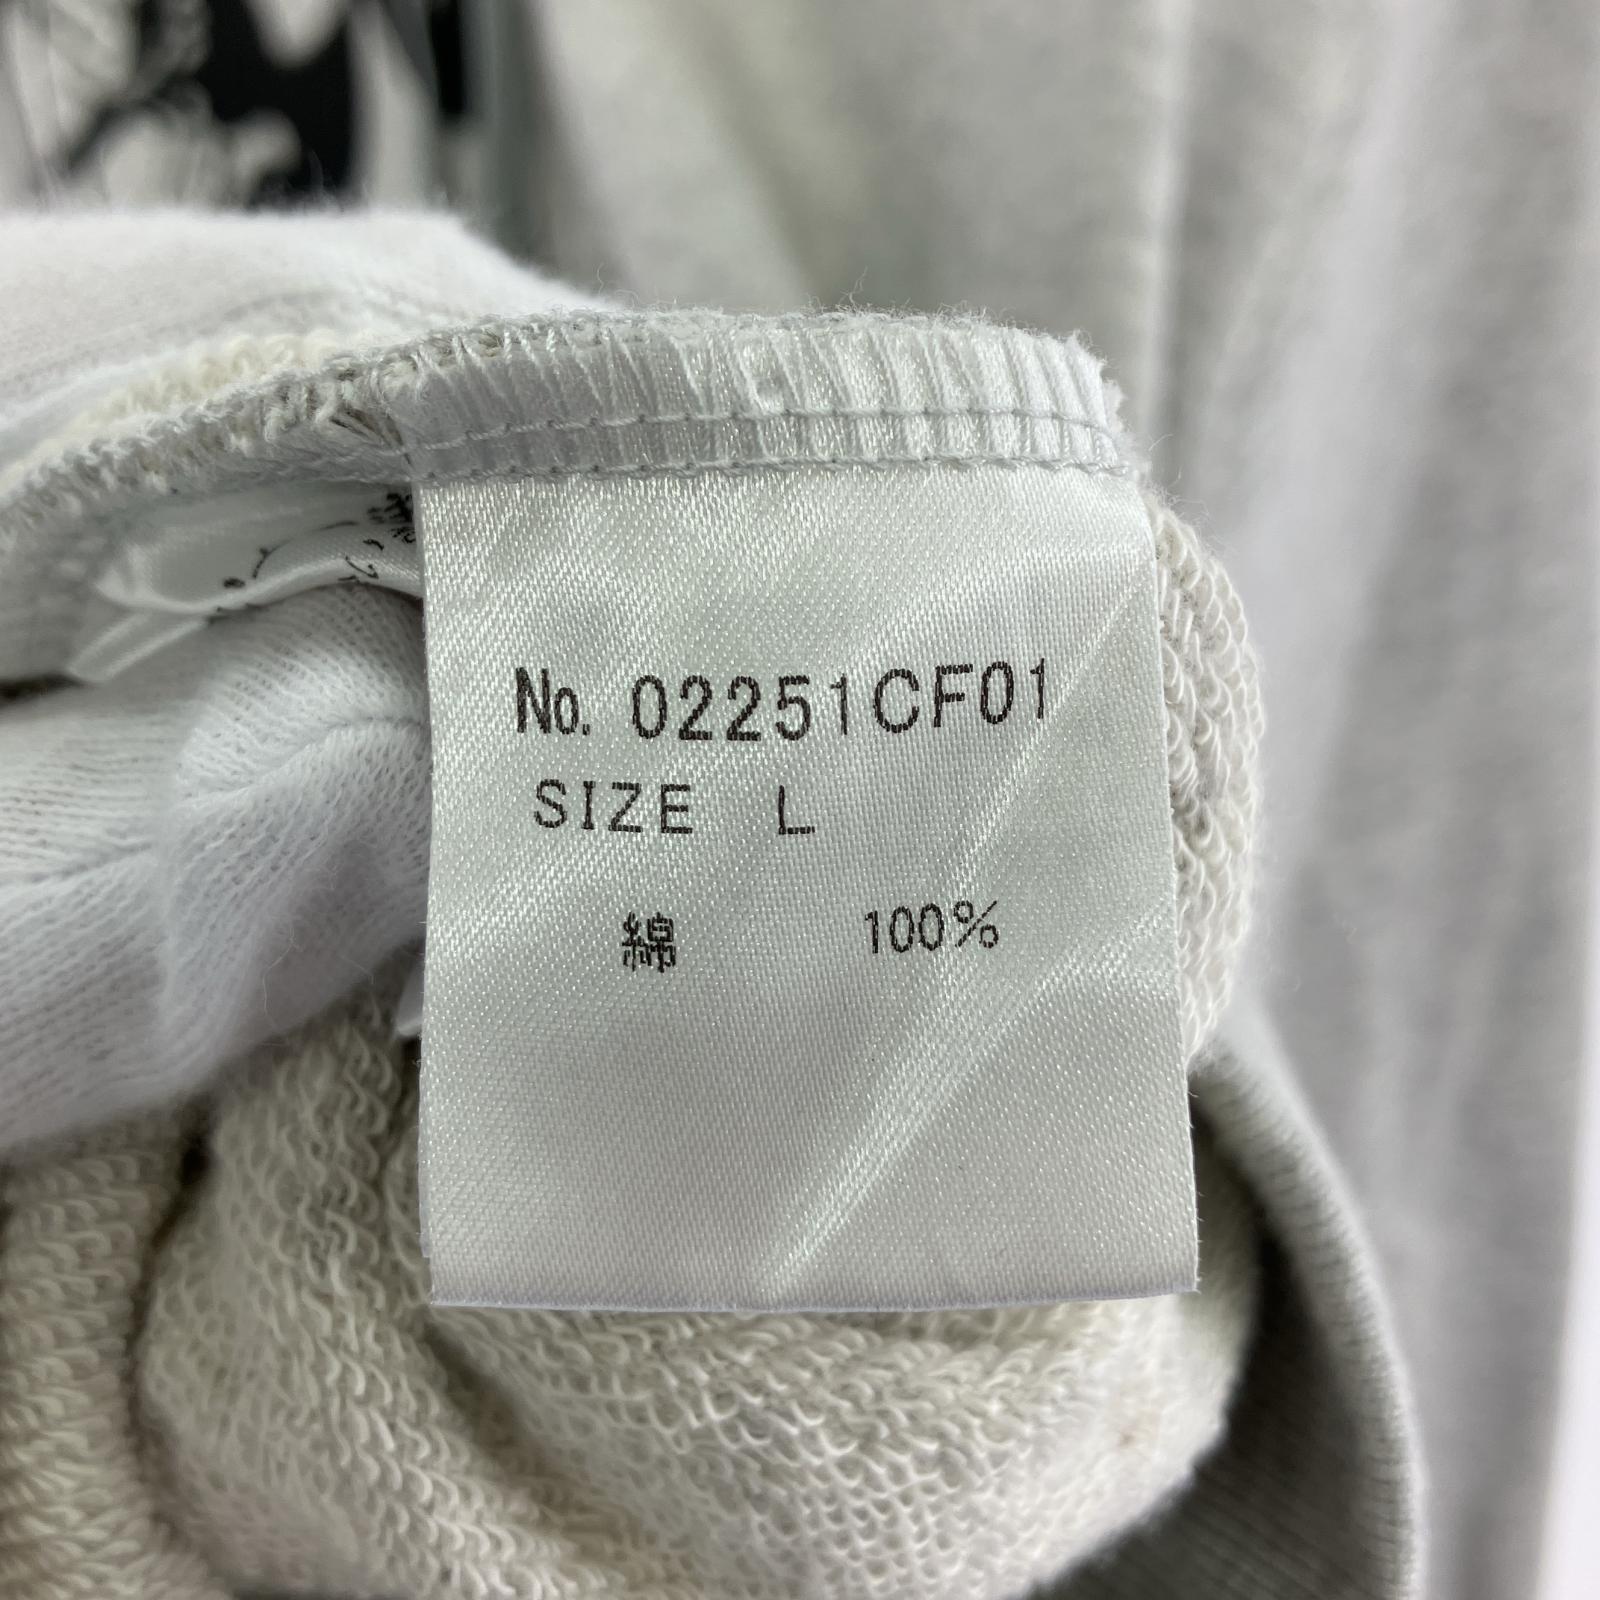 No. 02251CF01
SIZE L
綿 100%